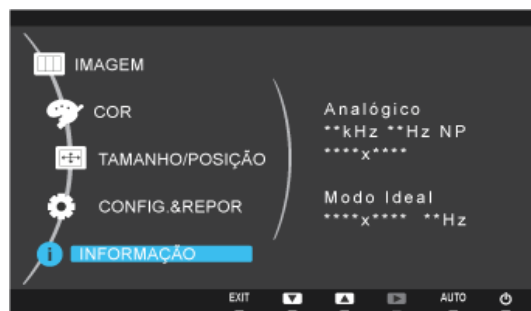 IMAGEM
COR
TAMANHO/POSIÇÃO
CONFIG.&REPOR
INFORMAÇÃO
Analógico
**kHz **Hz NP
****x****
Modo Ideal
****x**** **Hz
EXIT
AUTO